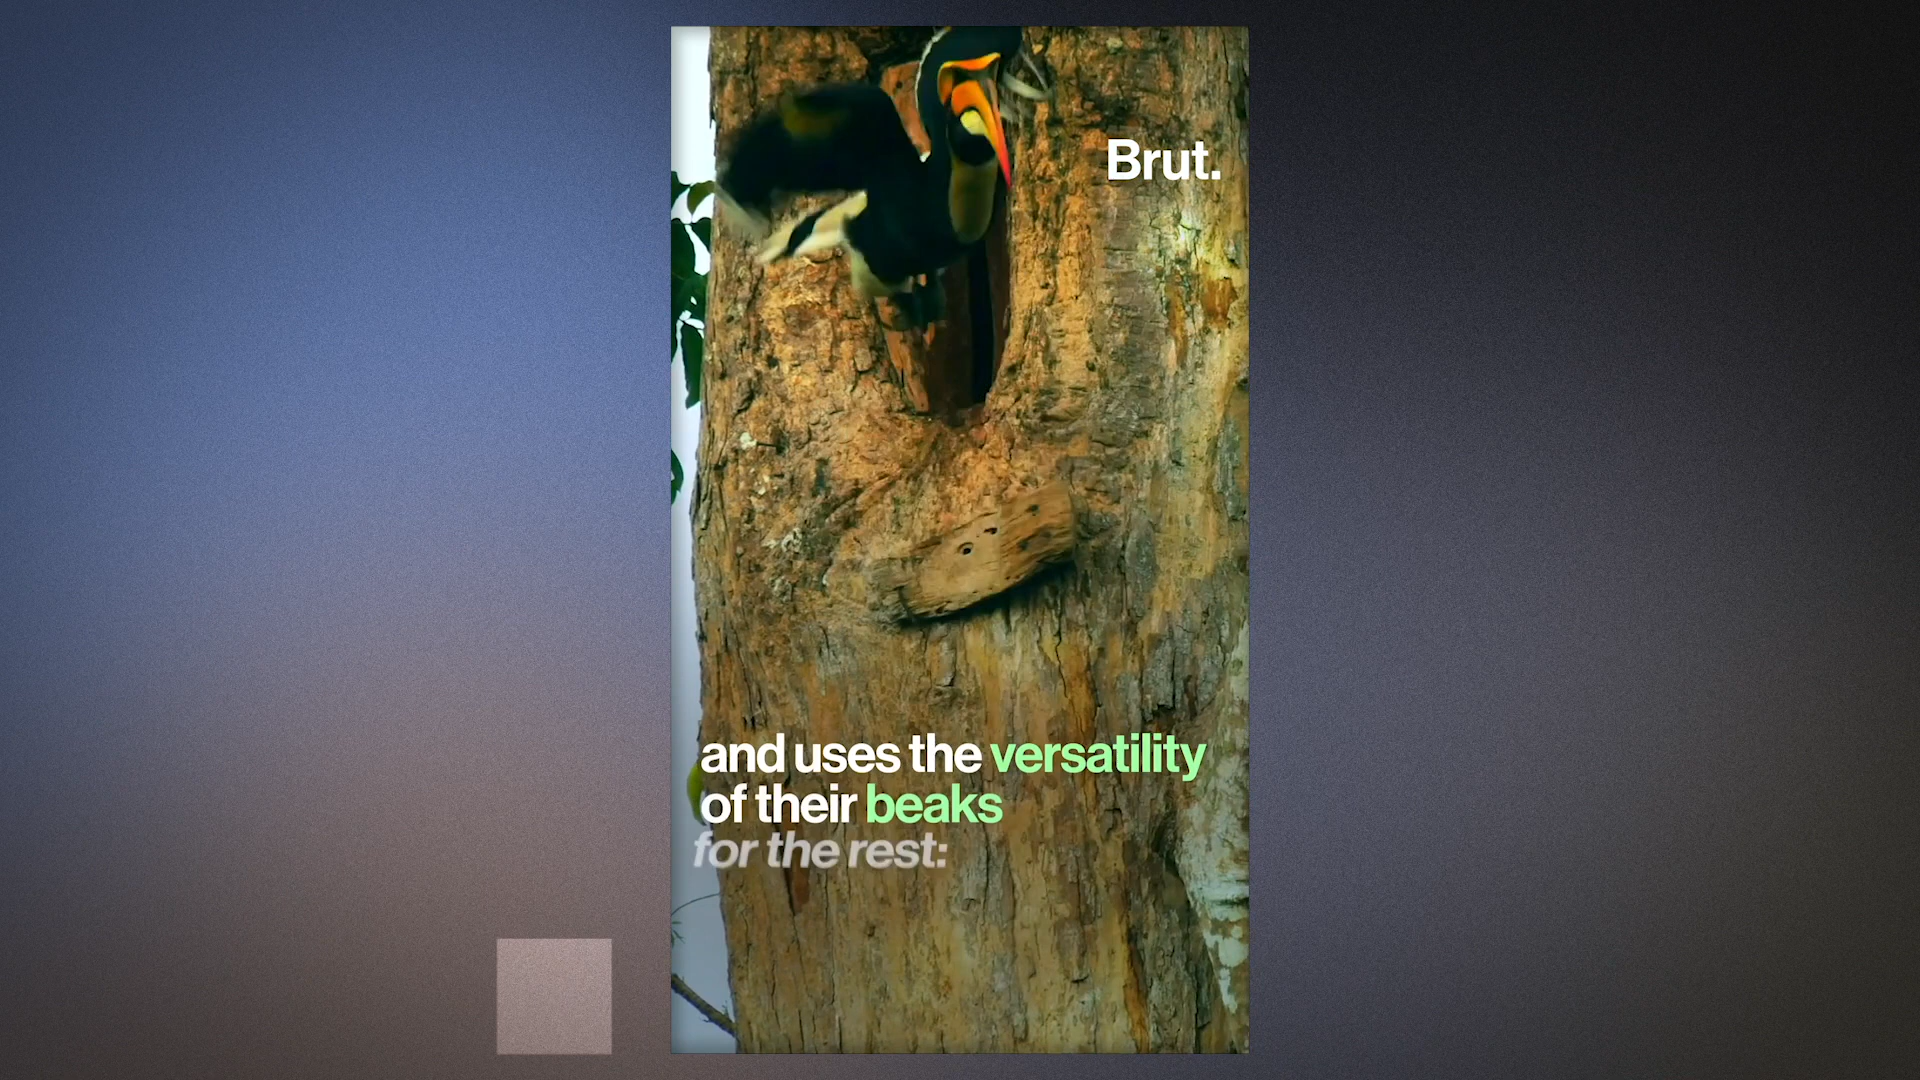 Brut.
and uses the versatility
of their beaks
for the rest: